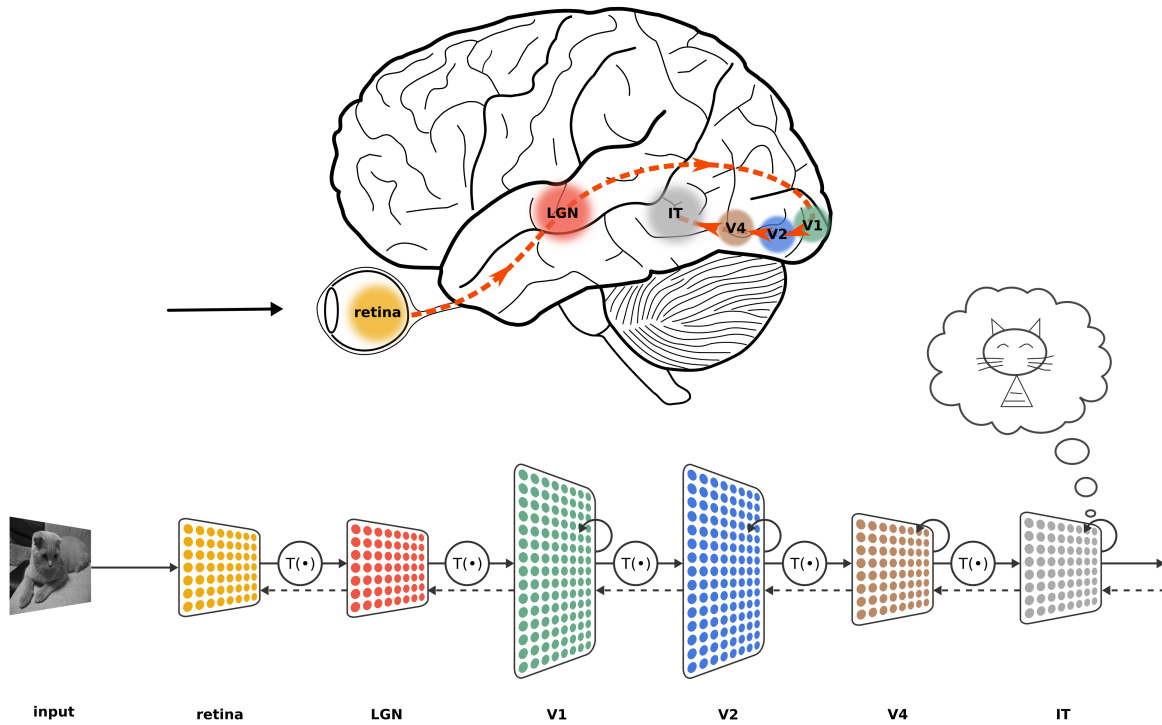 LGN
IT
V4
V2
V1
retina
T(•)
T(•)
T(•)
T(•)
T(•)
input
retina
LGN
V1
V2
V4
IT